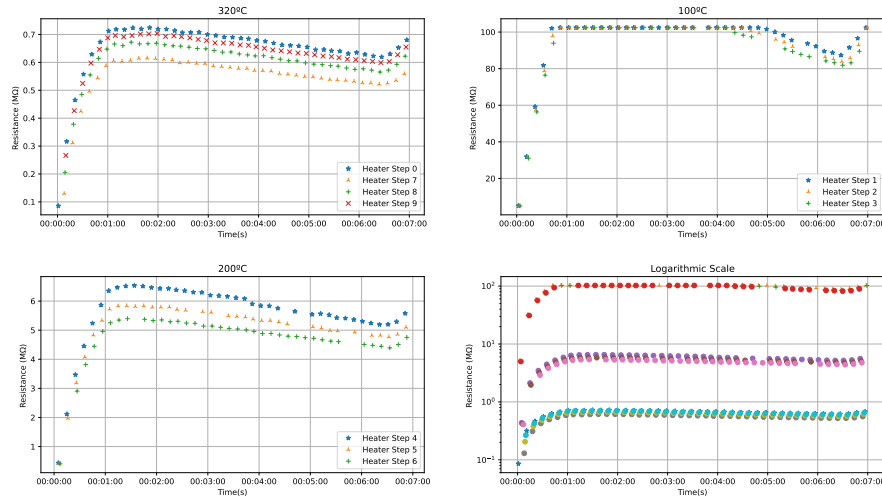 320ºC
Resistance (MΩ)
0.7
0.6
0.5
0.4
0.3
0.2
0.1
Heater Step 0
Heater Step 7
Heater Step 8
Heater Step 9
00:00:00 00:01:00 00:02:00 00:03:00 00:04:00 00:05:00 00:06:00 00:07:00
Time(s)
100ºC
Resistance (MΩ)
100
80
60
40
20
Heater Step 1
Heater Step 2
Heater Step 3
00:00:00 00:01:00 00:02:00 00:03:00 00:04:00 00:05:00 00:06:00 00:07:00
Time(s)
200ºC
Resistance (MΩ)
6
5
4
3
2
1
Heater Step 4
Heater Step 5
Heater Step 6
00:00:00 00:01:00 00:02:00 00:03:00 00:04:00 00:05:00 00:06:00 00:07:00
Time(s)
Logarithmic Scale
Resistance (MΩ)
10²
10¹
10⁰
10⁻¹
00:00:00 00:01:00 00:02:00 00:03:00 00:04:00 00:05:00 00:06:00 00:07:00
Time(s)